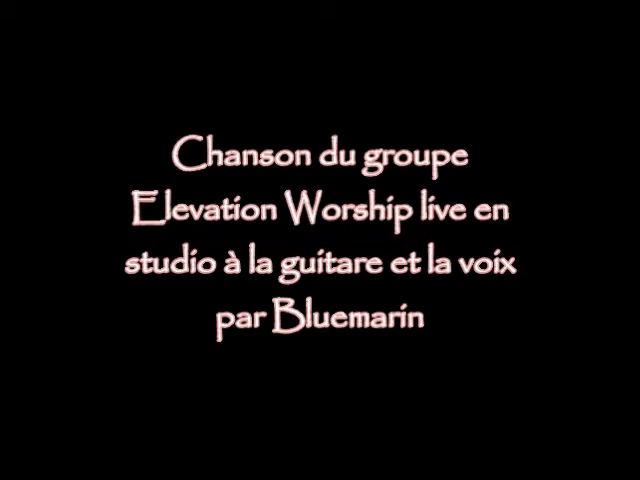 Chanson du groupe
Elevation Worship live en
studio à la guitare et la voix
par Bluemarin